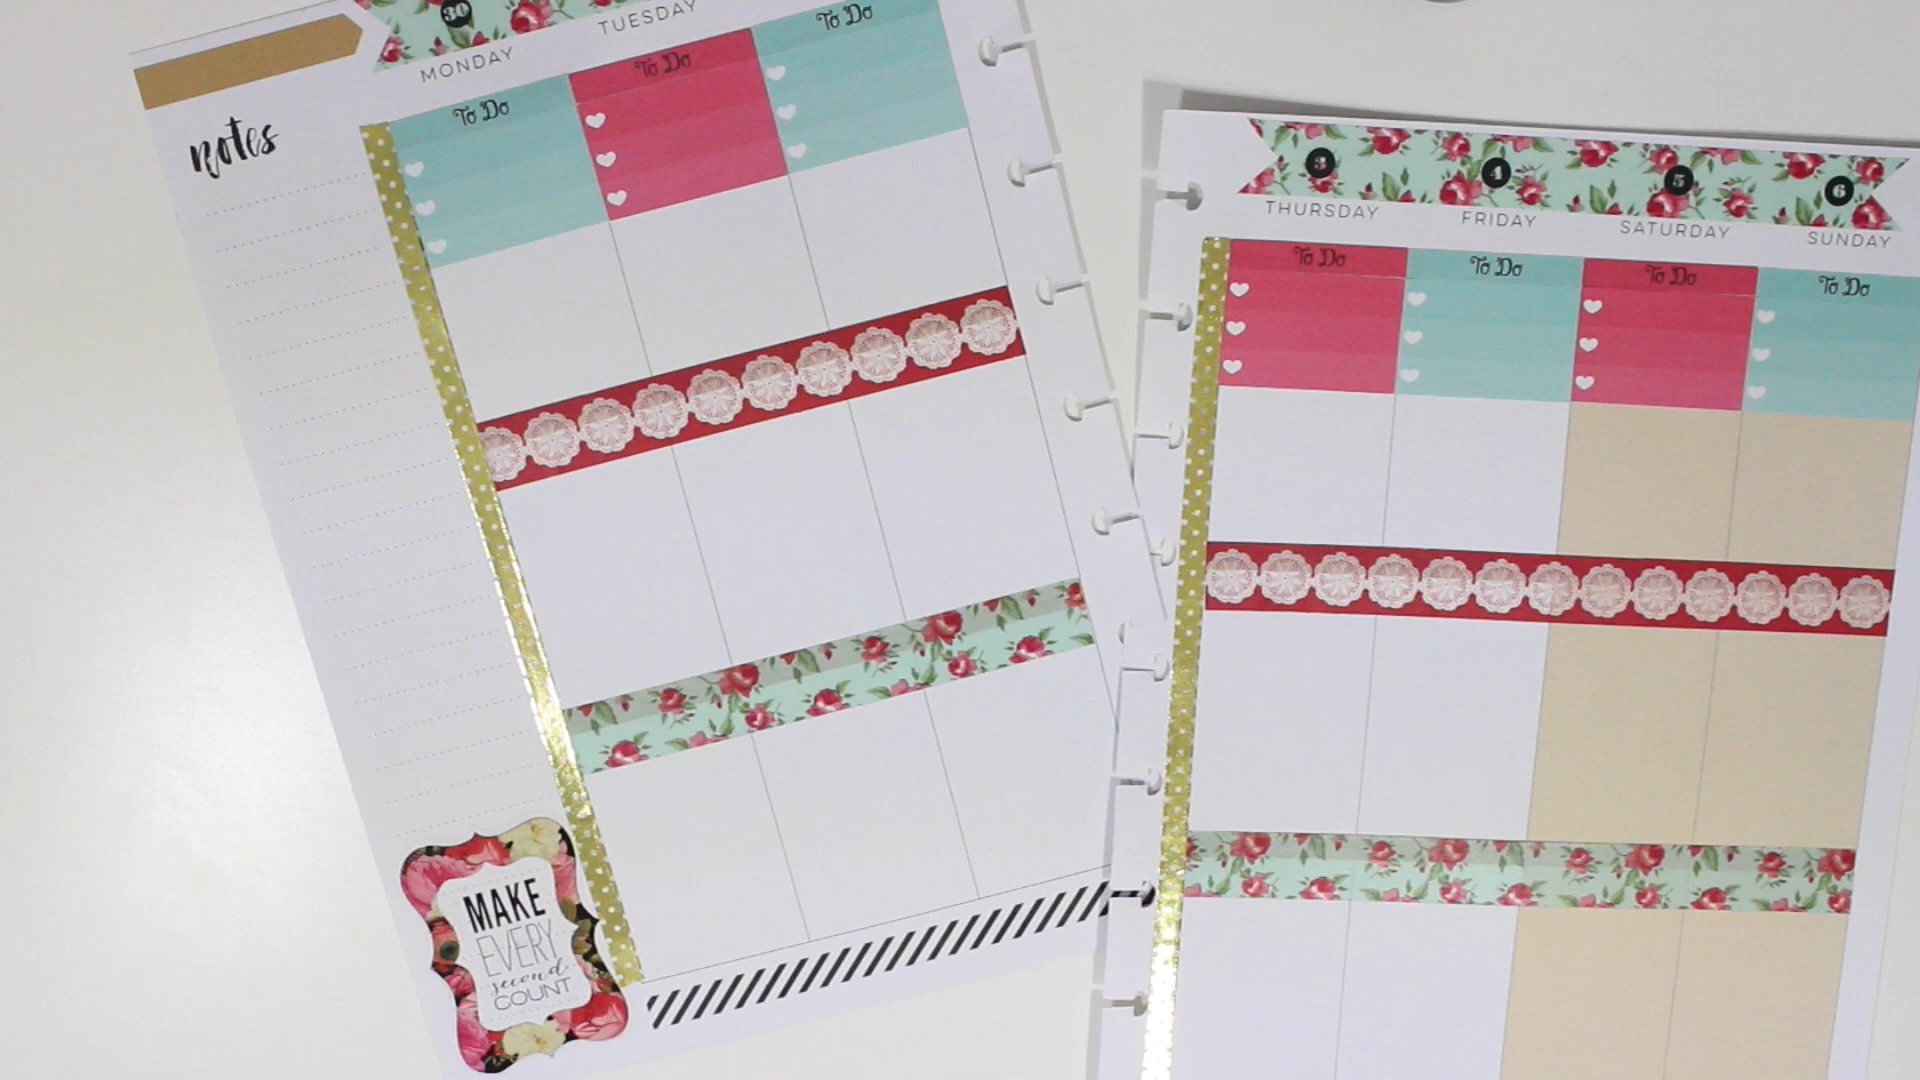 30
MONDAY
TUESDAY
To Do
To Do
To Do
notes
MAKE
EVERY
second
COUNT
3
4
5
6
THURSDAY
FRIDAY
SATURDAY
SUNDAY
To Do
To Do
To Do
To Do